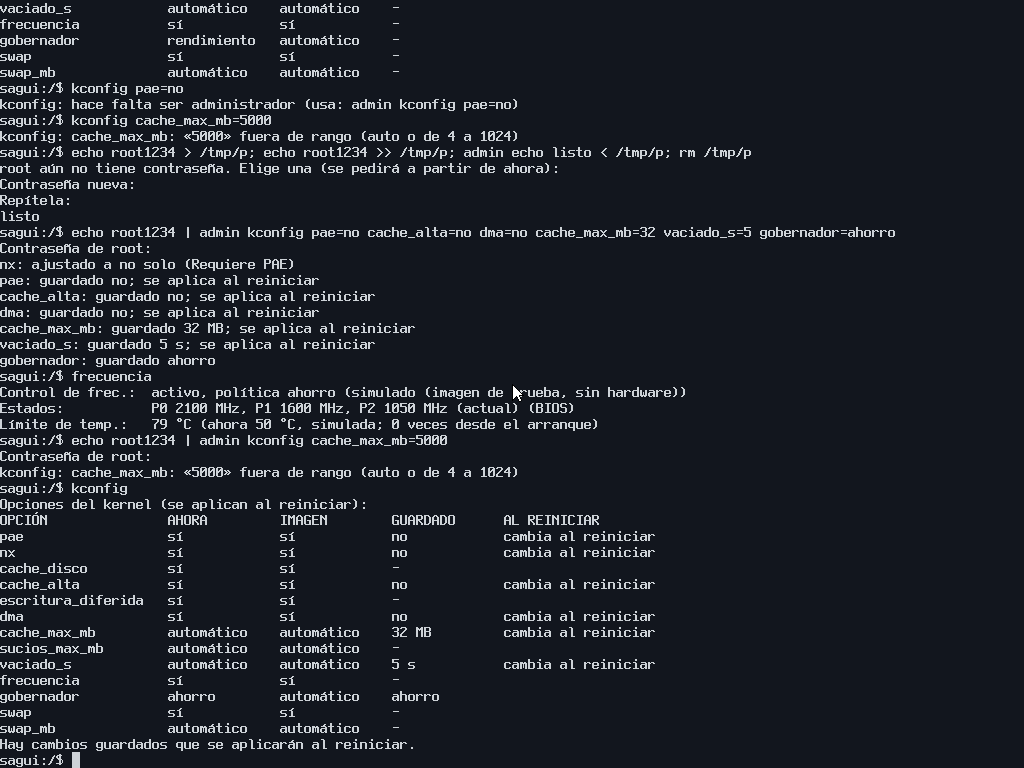 vaciado_s            automático    automático    -
frecuencia           sí            sí            -
gobernador           rendimiento   automático    -
swap                 sí            sí            -
swap_mb              automático    automático    -
sagui:/$ kconfig pae=no
kconfig: hace falta ser administrador (usa: admin kconfig pae=no)
sagui:/$ kconfig cache_max_mb=5000
kconfig: cache_max_mb: «5000» fuera de rango (auto o de 4 a 1024)
sagui:/$ echo root1234 > /tmp/p; echo root1234 >> /tmp/p; admin echo listo < /tmp/p; rm /tmp/p
root aún no tiene contraseña. Elige una (se pedirá a partir de ahora):
Contraseña nueva:
Repítela:
listo
sagui:/$ echo root1234 | admin kconfig pae=no cache_alta=no dma=no cache_max_mb=32 vaciado_s=5 gobernador=ahorro
Contraseña de root:
nx: ajustado a no solo (Requiere PAE)
pae: guardado no; se aplica al reiniciar
cache_alta: guardado no; se aplica al reiniciar
dma: guardado no; se aplica al reiniciar
cache_max_mb: guardado 32 MB; se aplica al reiniciar
vaciado_s: guardado 5 s; se aplica al reiniciar
gobernador: guardado ahorro
sagui:/$ frecuencia
Control de frec.:  activo, política ahorro (simulado (imagen de prueba, sin hardware))
Estados:           P0 2100 MHz, P1 1600 MHz, P2 1050 MHz (actual) (BIOS)
Límite de temp.:   79 °C (ahora 50 °C, simulada; 0 veces desde el arranque)
sagui:/$ echo root1234 | admin kconfig cache_max_mb=5000
Contraseña de root:
kconfig: cache_max_mb: «5000» fuera de rango (auto o de 4 a 1024)
sagui:/$ kconfig
Opciones del kernel (se aplican al reiniciar):
OPCIÓN               AHORA         IMAGEN        GUARDADO      AL REINICIAR
pae                  sí            sí            no            cambia al reiniciar
nx                   sí            sí            no            cambia al reiniciar
cache_disco          sí            sí            -
cache_alta           sí            sí            no            cambia al reiniciar
escritura_diferida   sí            sí            -
dma                  sí            sí            no            cambia al reiniciar
cache_max_mb         automático    automático    32 MB         cambia al reiniciar
sucios_max_mb        automático    automático    -
vaciado_s            automático    automático    5 s           cambia al reiniciar
frecuencia           sí            sí            -
gobernador           ahorro        automático    ahorro
swap                 sí            sí            -
swap_mb              automático    automático    -
Hay cambios guardados que se aplicarán al reiniciar.
sagui:/$